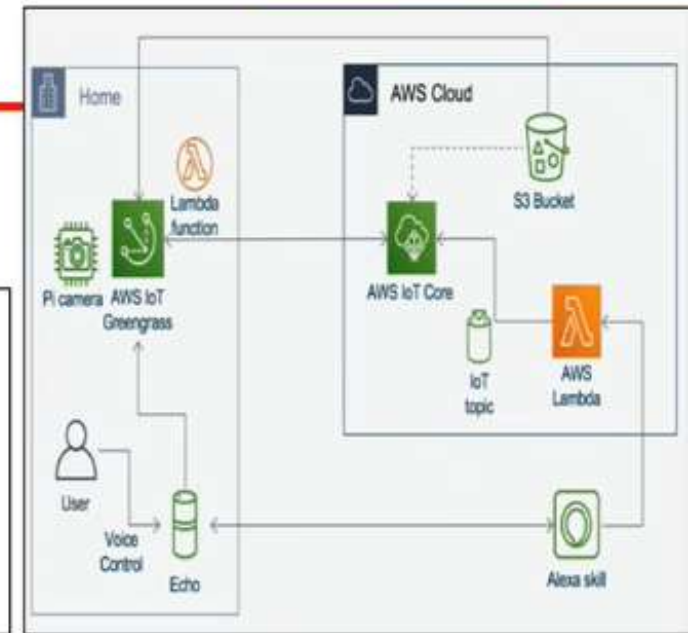 Home
AWS Cloud
Lambda
function
S3 Bucket
Pi camera
AWS IoT
Greengrass
AWS IoT Core
IoT
topic
AWS
Lambda
User
Voice
Control
Echo
Alexa skill